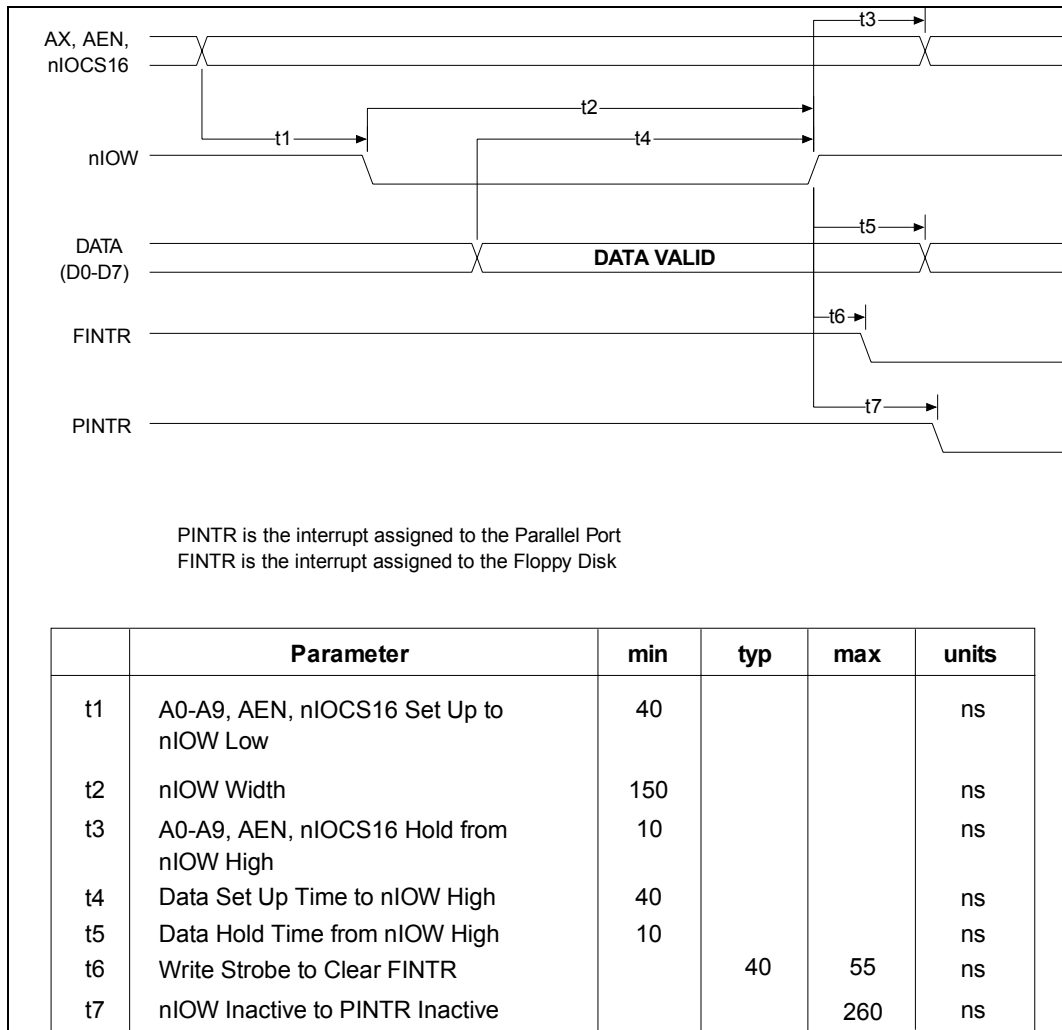 t3
AX, AEN,
nIOCS16
t2
t1
t4
nIOW
t5
DATA
(D0-D7)
DATA VALID
t6
FINTR
t7
PINTR
PINTR is the interrupt assigned to the Parallel Port
FINTR is the interrupt assigned to the Floppy Disk
Parameter min typ max units
t1 A0-A9, AEN, nIOCS16 Set Up to 40 ns
nIOW Low
t2 nIOW Width 150 ns
t3 A0-A9, AEN, nIOCS16 Hold from 10 ns
nIOW High
t4 Data Set Up Time to nIOW High 40 ns
t5 Data Hold Time from nIOW High 10 ns
t6 Write Strobe to Clear FINTR 40 55 ns
t7 nIOW Inactive to PINTR Inactive 260 ns